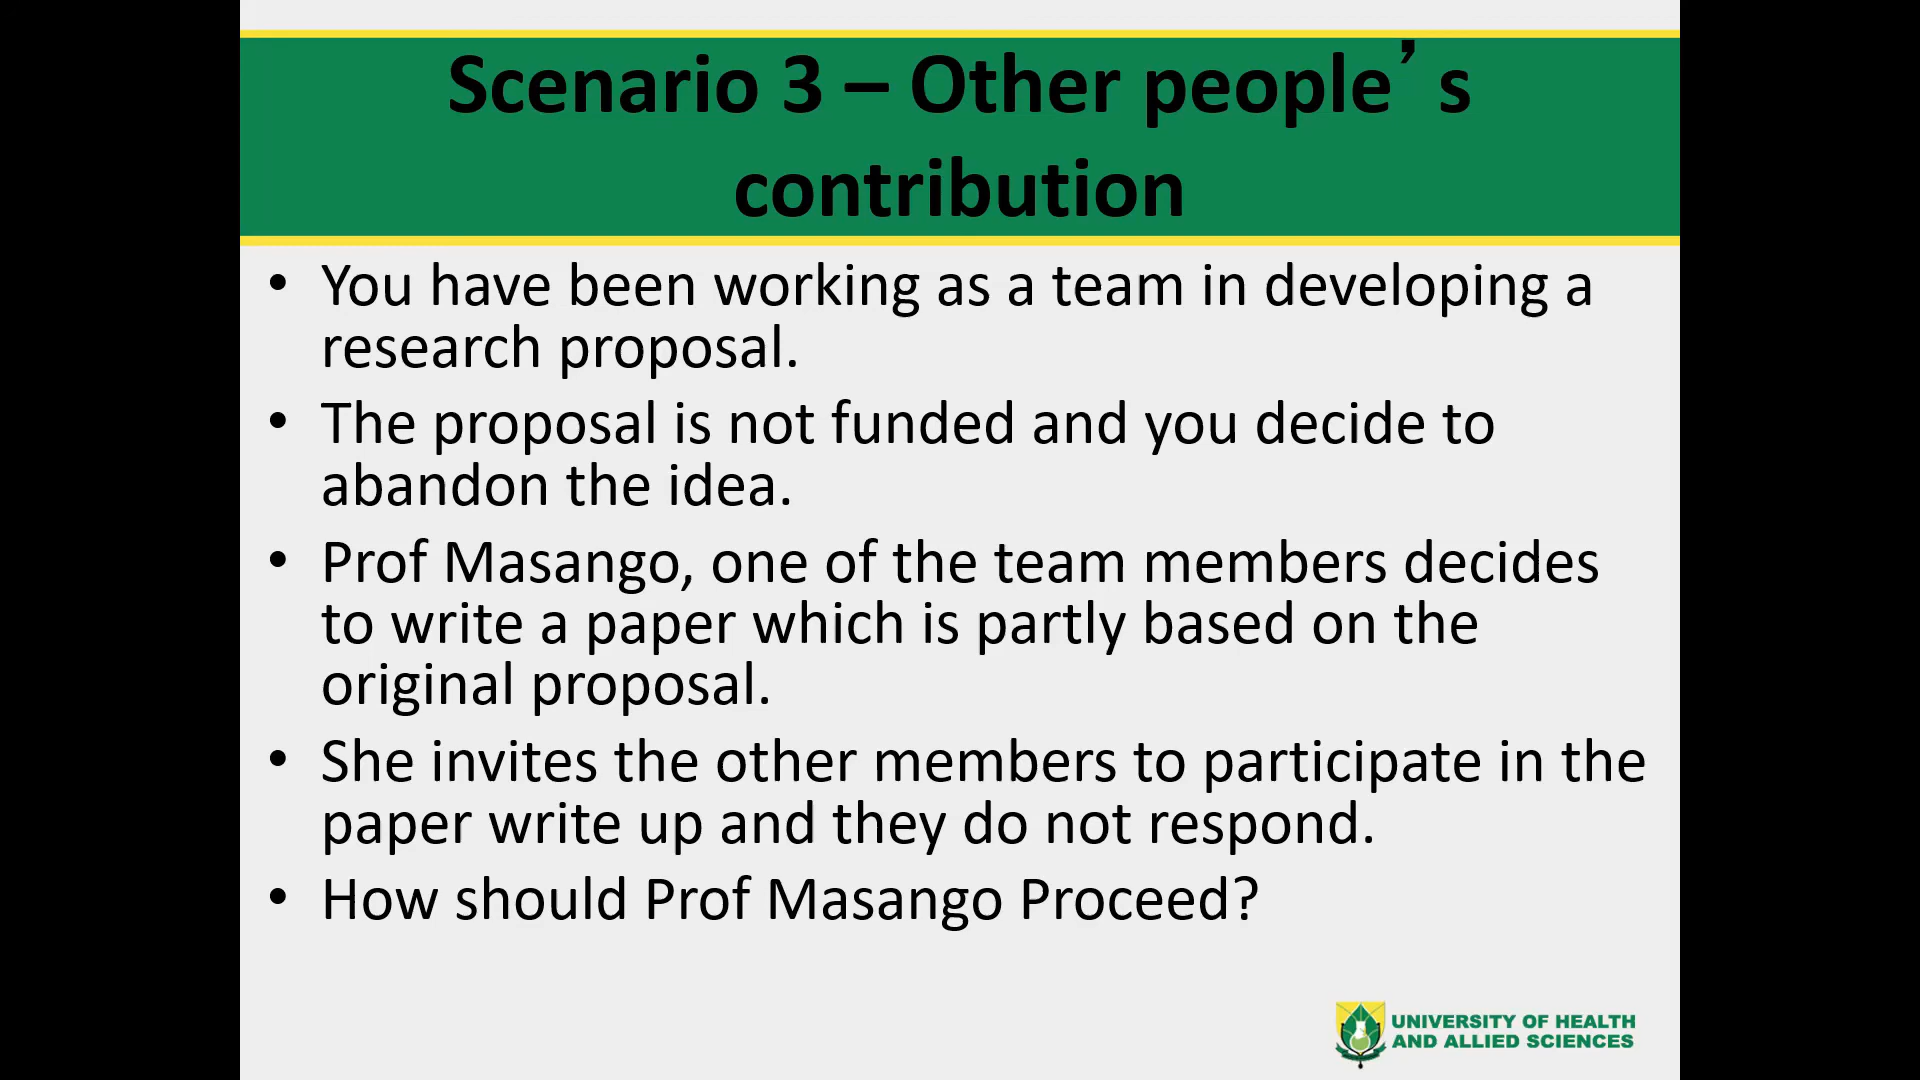 Scenario 3 – Other people’s
contribution
• You have been working as a team in developing a
research proposal.
• The proposal is not funded and you decide to
abandon the idea.
• Prof Masango, one of the team members decides
to write a paper which is partly based on the
original proposal.
• She invites the other members to participate in the
paper write up and they do not respond.
• How should Prof Masango Proceed?
UNIVERSITY OF HEALTH
AND ALLIED SCIENCES